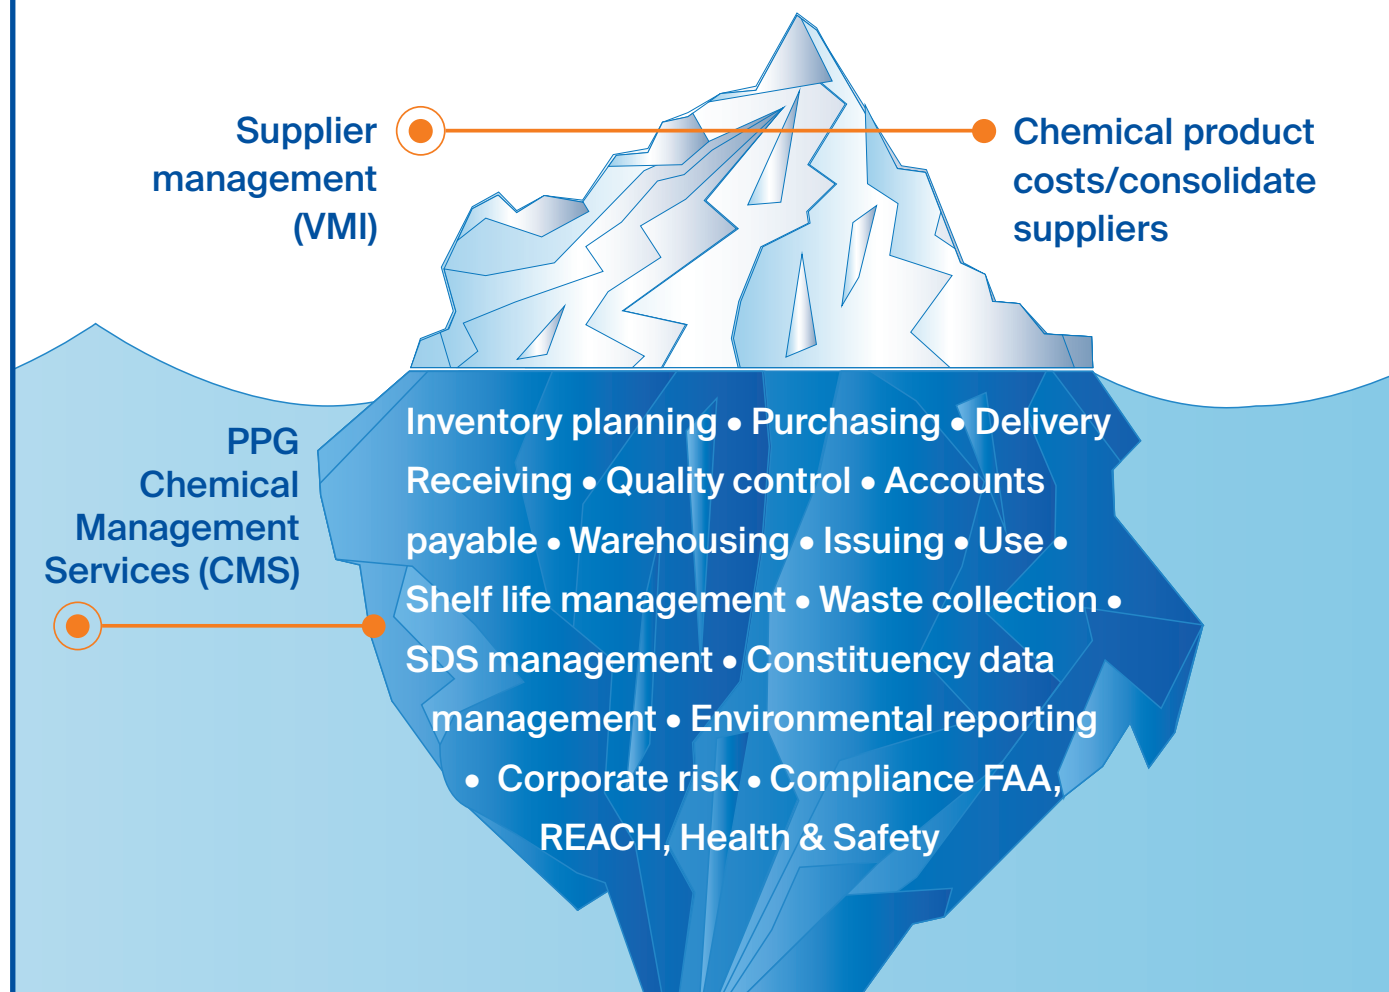 Supplier
management
(VMI)
Chemical product
costs/consolidate
suppliers
PPG
Chemical
Management
Services (CMS)
Inventory planning • Purchasing • Delivery
Receiving • Quality control • Accounts
payable • Warehousing • Issuing • Use •
Shelf life management • Waste collection •
SDS management • Constituency data
management • Environmental reporting
• Corporate risk • Compliance FAA,
REACH, Health & Safety